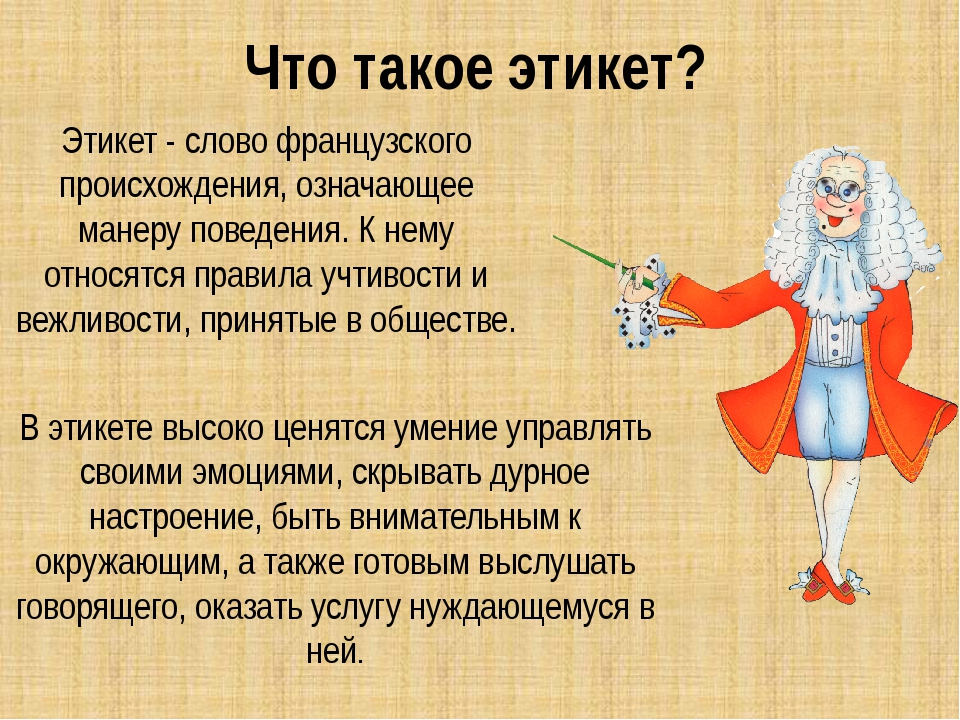 Что такое этикет?
Этикет - слово французского
происхождения, означающее
манеру поведения. К нему
относятся правила учтивости и
вежливости, принятые в обществе.
В этикете высоко ценятся умение управлять
своими эмоциями, скрывать дурное
настроение, быть внимательным к
окружающим, а также готовым выслушать
говорящего, оказать услугу нуждающемуся в
ней.